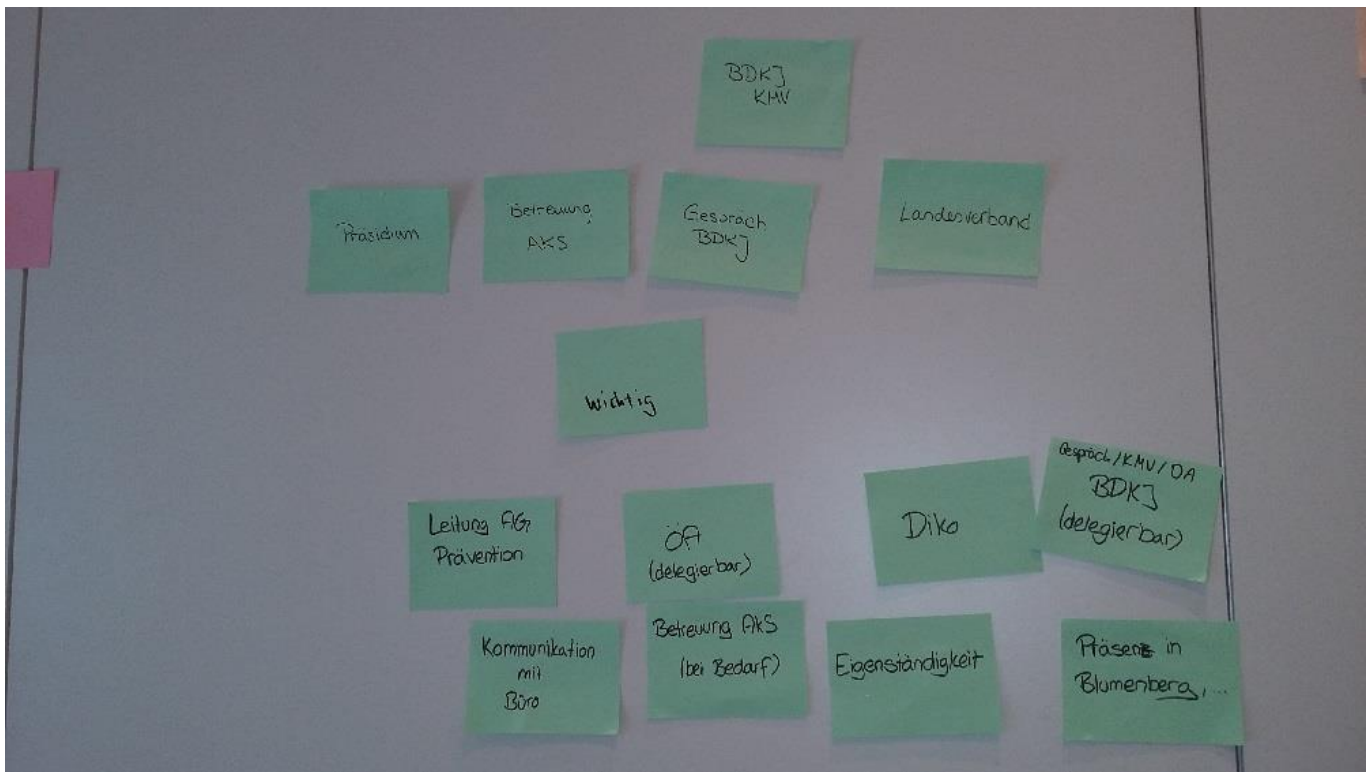 BDKJ
KMV
Präsidium
Betreuung
AKS
Gespräch
BDKJ
Landesverband
wichtig
Leitung AG
Prävention
ÖA
(delegierbar)
Diko
Gespräch/KMV/DA
BDKJ
(delegierbar)
Kommunikation
mit
Büro
Betreuung AKS
(bei Bedarf)
Eigenständigkeit
Präsenz in
Blumenberg, ...